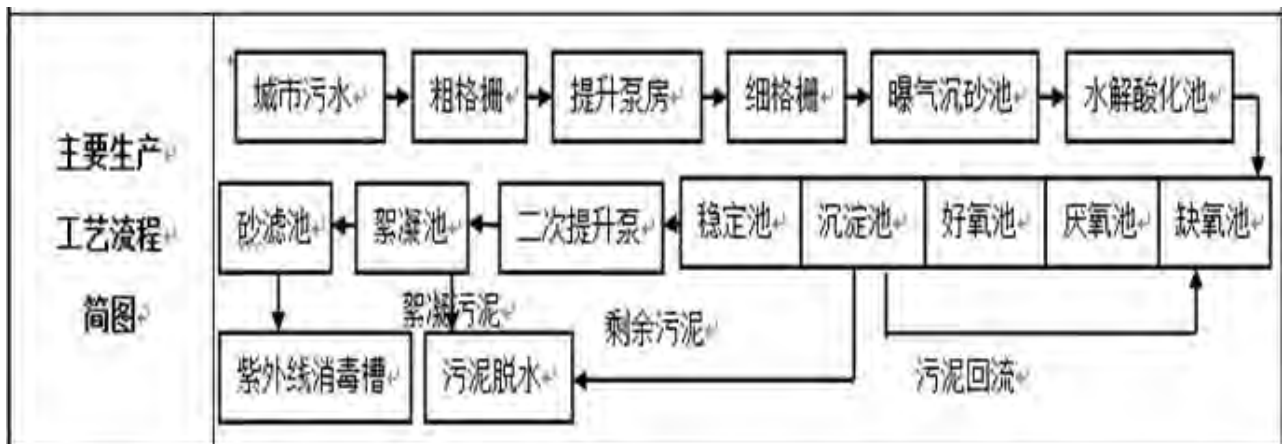 主要生产
工艺流程
简图
城市污水 粗格栅 提升泵房 细格栅 曝气沉砂池 水解酸化池
砂滤池 絮凝池 二次提升泵 稳定池 沉淀池 好氧池 厌氧池 缺氧池
絮凝污泥 剩余污泥
紫外线消毒槽 污泥脱水 污泥回流